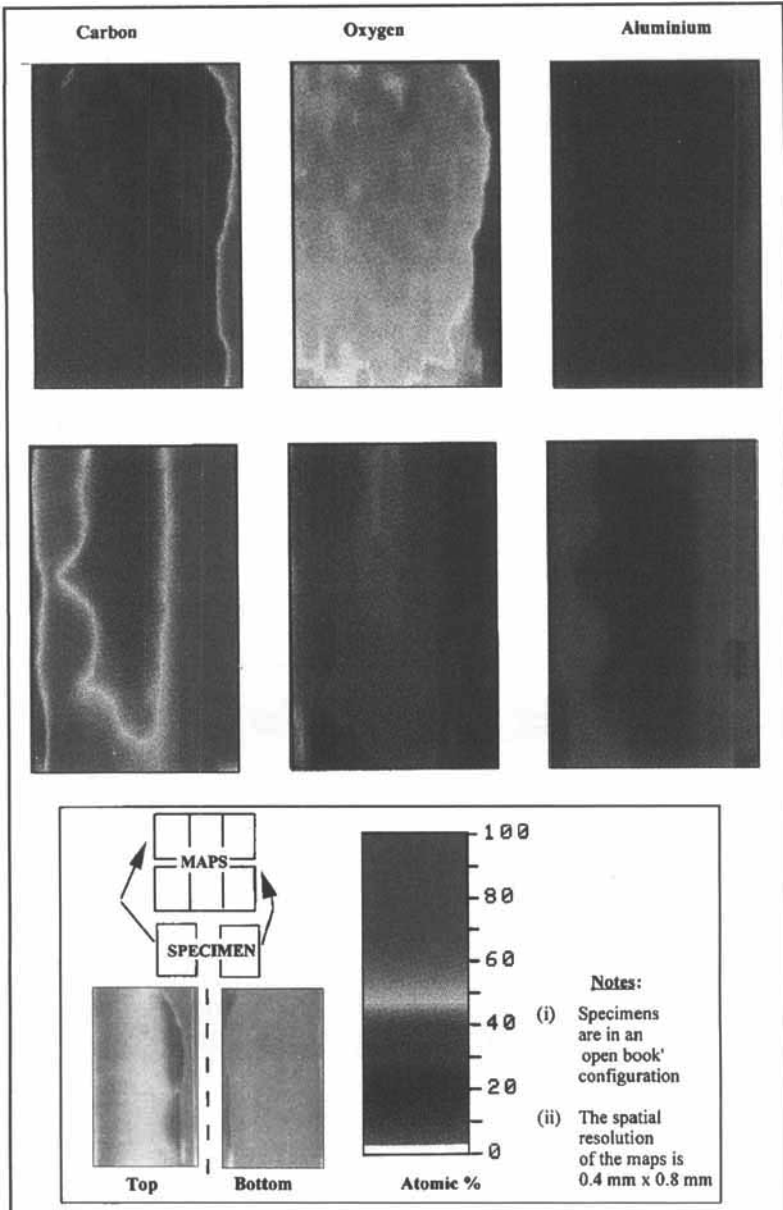 Carbon Oxygen Aluminium
MAPS
SPECIMEN
Top Bottom
100
80
60
40
20
0
Atomic %
Notes:
(i) Specimens
are in an
open book'
configuration
(ii) The spatial
resolution
of the maps is
0.4 mm x 0.8 mm